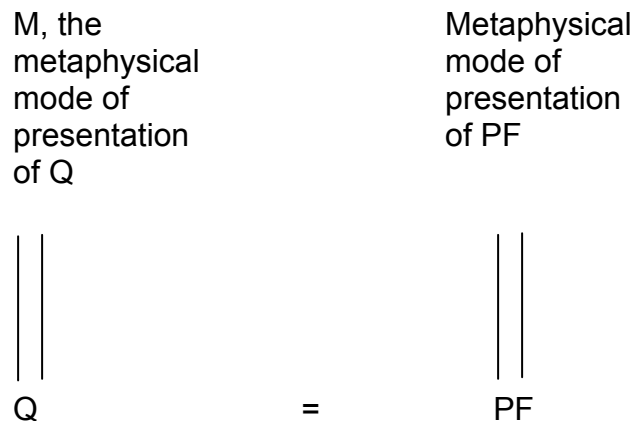 M, the
metaphysical
mode of
presentation
of Q
Metaphysical
mode of
presentation
of PF
Q = PF